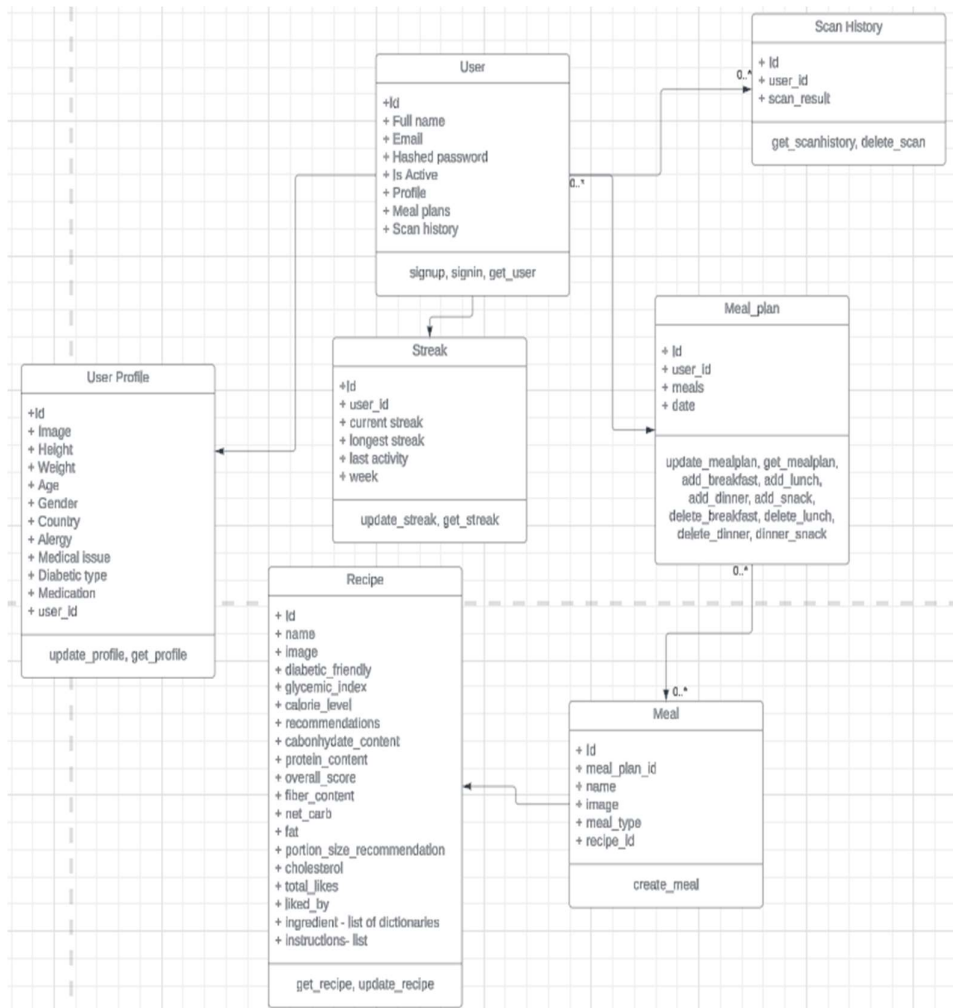 Scan History
+ Id
+ user_id
+ scan_result
get_scanhistory, delete_scan
0..*
User
+Id
+ Full name
+ Email
+ Hashed password
+ Is Active
+ Profile
+ Meal plans
+ Scan history
signup, signin, get_user
0..*
Meal_plan
+ Id
+ user_id
+ meals
+ date
update_mealplan, get_mealplan,
add_breakfast, add_lunch,
add_dinner, add_snack,
delete_breakfast, delete_lunch,
delete_dinner, dinner_snack
0..*
Streak
+Id
+ user_id
+ current streak
+ longest streak
+ last activity
+ week
update_streak, get_streak
User Profile
+Id
+ Image
+ Height
+ Weight
+ Age
+ Gender
+ Country
+ Alergy
+ Medical issue
+ Diabetic type
+ Medication
+ user_id
update_profile, get_profile
Recipe
+ Id
+ name
+ image
+ diabetic_friendly
+ glycemic_index
+ calorie_level
+ recommendations
+ cabonhydate_content
+ protein_content
+ overall_score
+ fiber_content
+ net_carb
+ fat
+ portion_size_recommendation
+ cholesterol
+ total_likes
+ liked_by
+ ingredient - list of dictionaries
+ instructions- list
get_recipe, update_recipe
0..*
Meal
+ Id
+ meal_plan_id
+ name
+ image
+ meal_type
+ recipe_id
create_meal